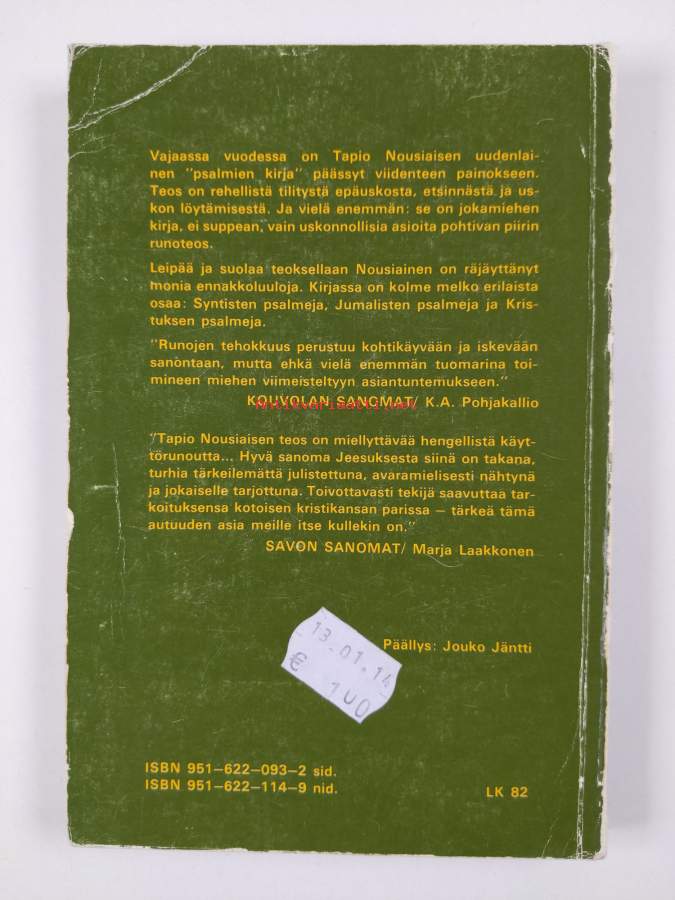 Vajaassa vuodessa on Tapio Nousiaisen uudenlai-
nen "psalmien kirja" päässyt viidenteen painokseen.
Teos on rehellistä tilitystä epäuskosta, etsinnästä ja us-
kon löytämisestä. Ja vielä enemmän: se on jokamiehen
kirja, ei suppean, vain uskonnollisia asioita pohtivan piirin
runoteos.
Leipää ja suolaa teoksellaan Nousiainen on räjäyttänyt
monia ennakkoluuloja. Kirjassa on kolme melko erilaista
osaa: Syntisten psalmeja, Jumalisten psalmeja ja Kris-
tuksen psalmeja.
"Runojen tehokkuus perustuu kohtikäyvään ja iskevään
sanontaan, mutta ehkä vielä enemmän tuomarina toi-
mineen miehen viimeisteltyyn asiantuntemukseen."
KOUVOLAN SANOMAT/ K.A. Pohjakallio
"Tapio Nousiaisen teos on miellyttävää hengellistä käyt-
törunoutta... Hyvä sanoma Jeesuksesta siinä on takana,
turhia tärkeilemättä julistettuna, avaramielisesti nähtynä
ja jokaiselle tarjottuna. Toivottavasti tekijä saavuttaa tar-
koituksensa kotoisen kristikansan parissa – tärkeä tämä
autuuden asia meille itse kullekin on."
SAVON SANOMAT/ Marja Laakkonen
13.01.14
€ 100
Päällys: Jouko Jäntti
ISBN 951–622–093–2 sid.
ISBN 951–622–114–9 nid.
LK 82